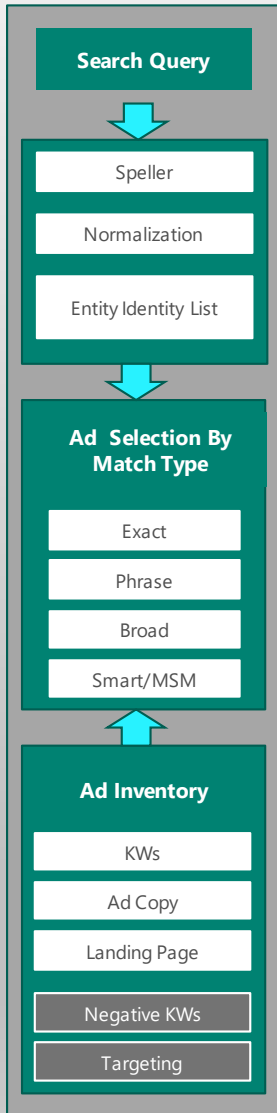 Search Query
Speller
Normalization
Entity Identity List
Ad Selection By
Match Type
Exact
Phrase
Broad
Smart/MSM
Ad Inventory
KWs
Ad Copy
Landing Page
Negative KWs
Targeting